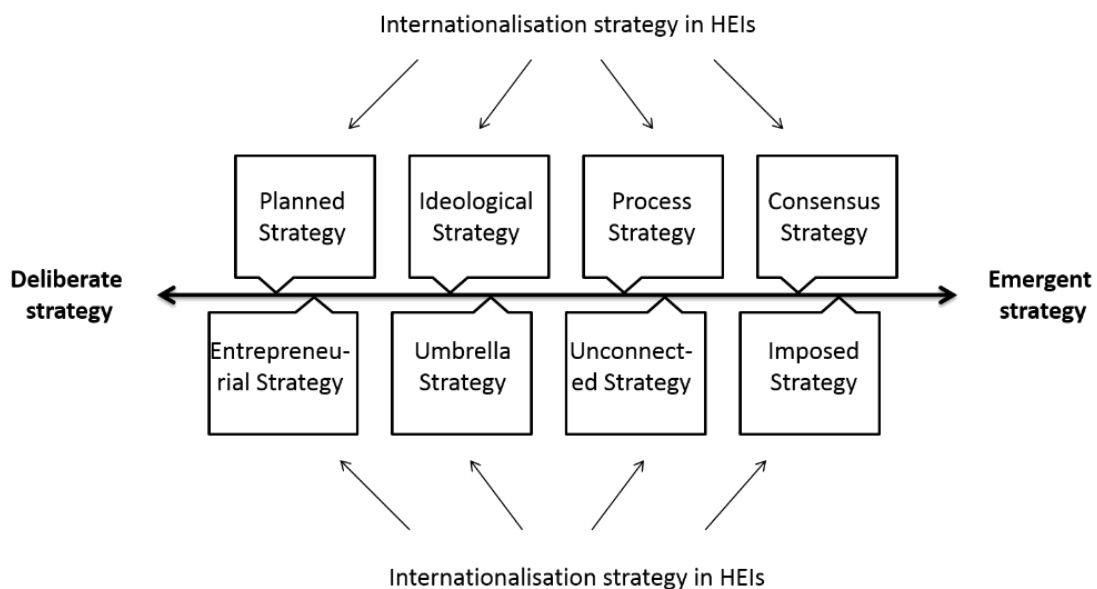 Internationalisation strategy in HEIs
Planned
Strategy
Ideological
Strategy
Process
Strategy
Consensus
Strategy
Deliberate
strategy
Emergent
strategy
Entrepreneu-
rial Strategy
Umbrella
Strategy
Unconnect-
ed Strategy
Imposed
Strategy
Internationalisation strategy in HEIs